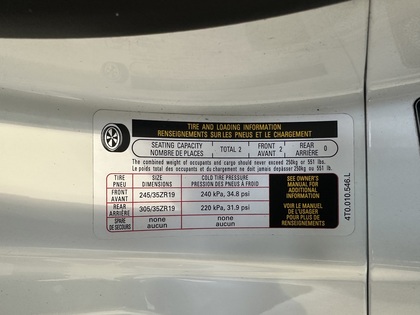 TIRE AND LOADING INFORMATION
RENSEIGNEMENTS SUR LES PNEUS ET LE CHARGEMENT
SEATING CAPACITY
NOMBRE DE PLACES
TOTAL 2
FRONT
AVANT 2
REAR
ARRIÈRE 0
The combined weight of occupants and cargo should never exceed 250kg or 551 lbs.
Le poids total des occupants et du chargement ne doit jamais depásser 250kg ou 551 lb.
TIRE
PNEU
SIZE
DIMENSIONS
COLD TIRE PRESSURE
PRESSION DES PNEUS À FROID
FRONT
AVANT
245/35ZR19
240 kPa, 34.8 psi
REAR
ARRIÈRE
305/35ZR19
220 kPa, 31.9 psi
SPARE
DE SECOURS
none
aucun
none
aucun
SEE OWNER'S
MANUAL FOR
ADDITIONAL
INFORMATION
VOIR LE MANUEL
DE L'USAGER
POUR PLUS DE
RENSEIGNEMENTS
4T0.010.546.L